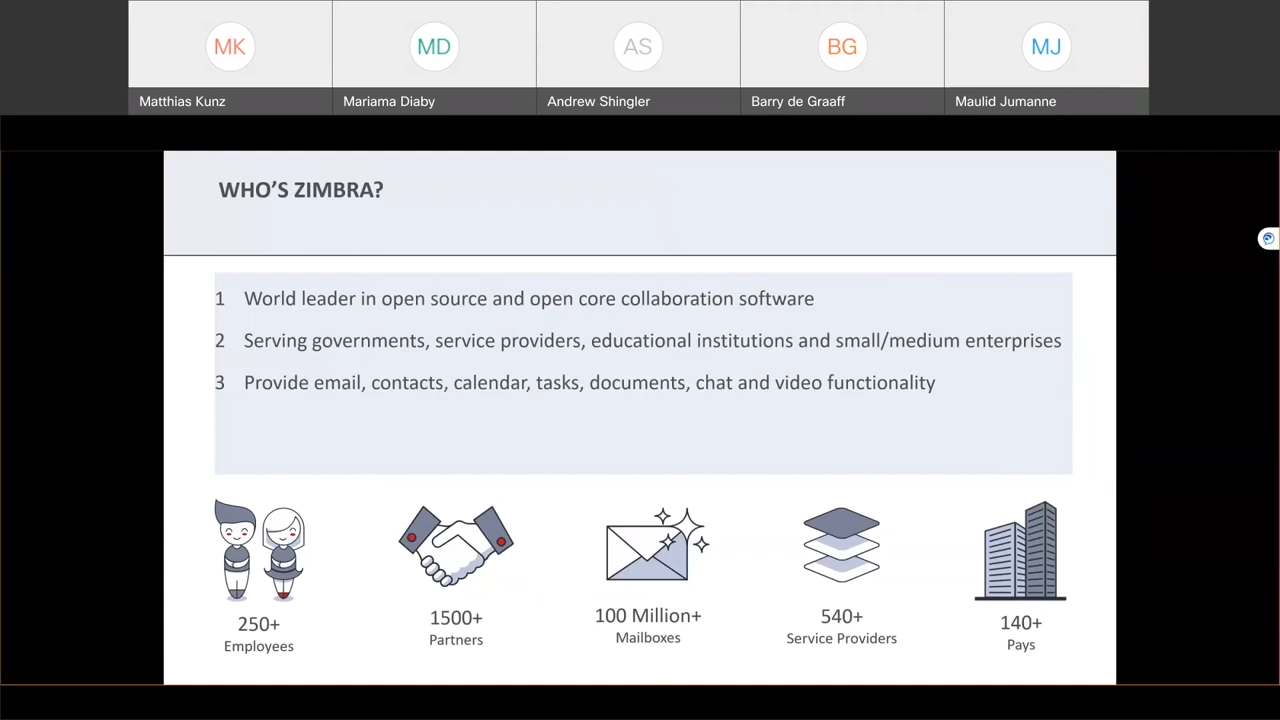 MK
MD
AS
BG
MJ
Matthias Kunz
Mariama Diaby
Andrew Shingler
Barry de Graaff
Maulid Jumanne
WHO'S ZIMBRA?
1 World leader in open source and open core collaboration software
2 Serving governments, service providers, educational institutions and small/medium enterprises
3 Provide email, contacts, calendar, tasks, documents, chat and video functionality
250+
Employees
1500+
Partners
100 Million+
Mailboxes
540+
Service Providers
140+
Pays